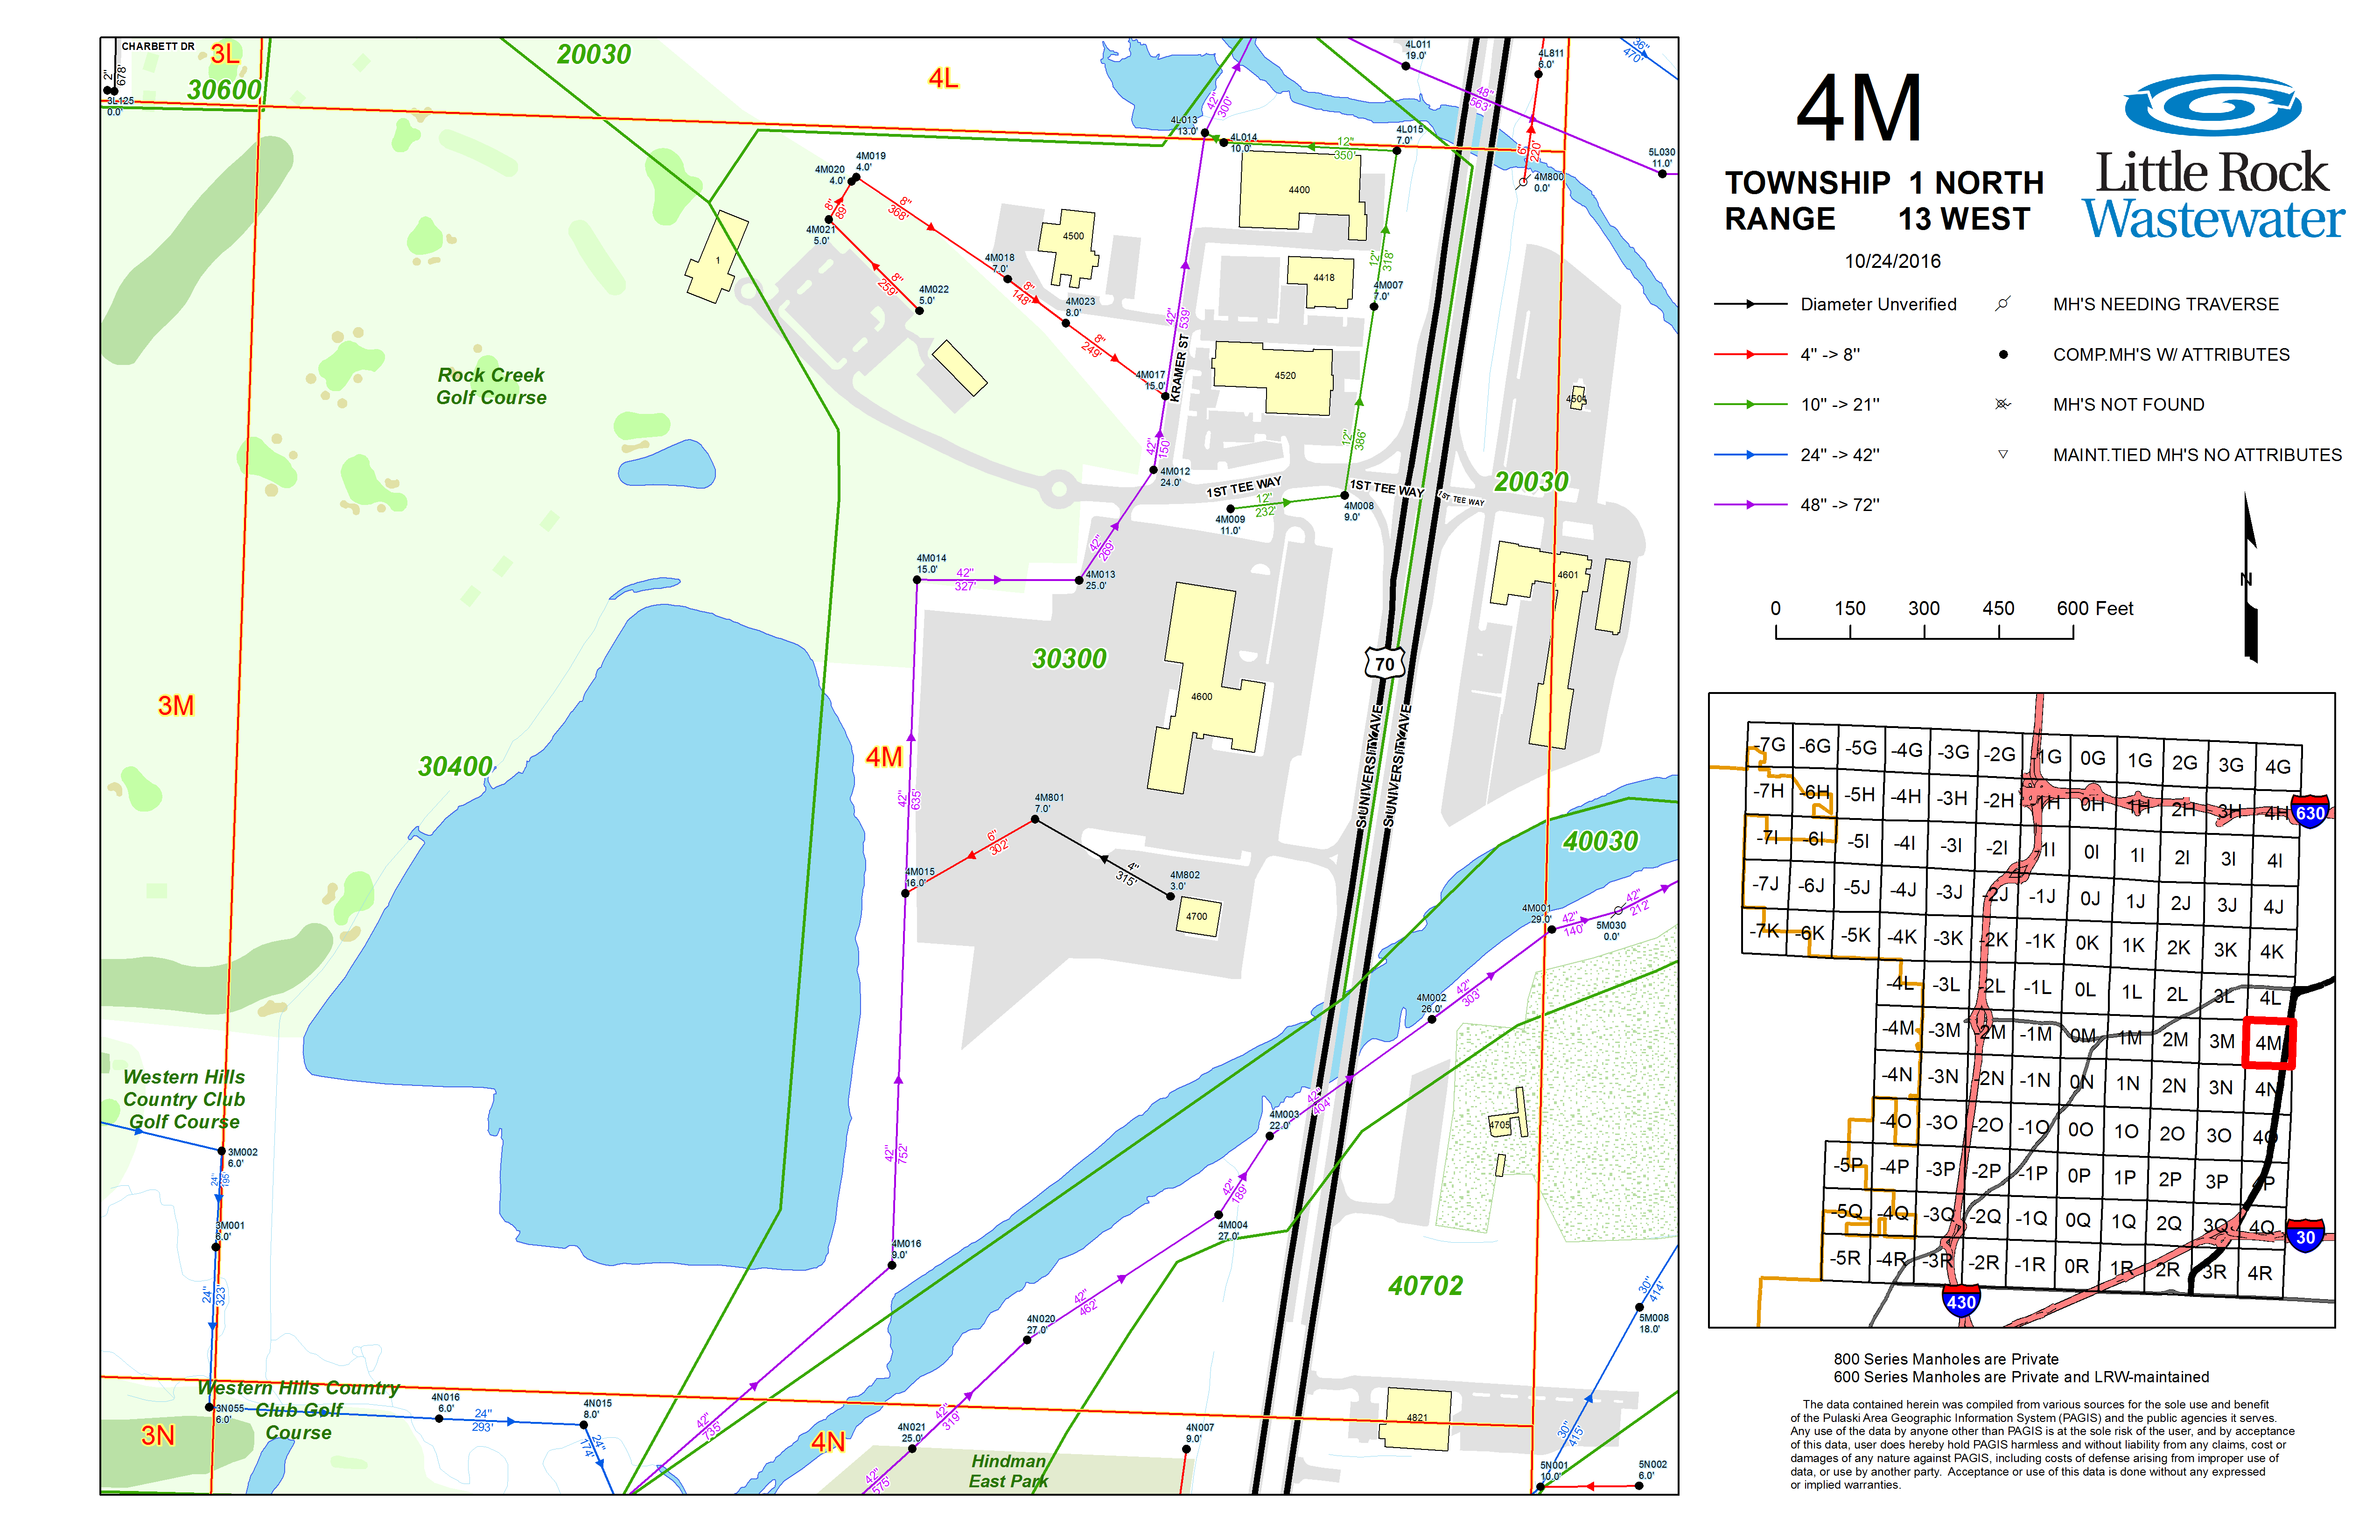 CHARBETT DR
3L
30600
20030
4L
2"
678'
3L125
0.0'
4L011
19.0'
4L811
6.0'
36"
470'
42"
300'
48"
563'
4L013
13.0'
4L014
10.0'
12"
350'
4L015
7.0'
6"
220'
5L030
11.0'
4M800
0.0'
4M019
4.0'
4M020
4.0'
8"
89'
4M021
5.0'
8"
368'
8"
259'
4M022
5.0'
1
4M018
7.0'
8"
148'
4M023
8.0'
8"
249'
4M017
15.0'
4500
4400
4418
4520
4504
12"
318'
4M007
7.0'
42"
539'
KRAMER ST
12"
386'
42"
150'
4M012
24.0'
Rock Creek
Golf Course
1ST TEE WAY
1ST TEE WAY
1ST TEE WAY
12"
232'
4M009
11.0'
4M008
9.0'
20030
42"
289'
4M014
15.0'
42"
327'
4M013
25.0'
4601
30300
4600
70
S UNIVERSITY AVE
S UNIVERSITY AVE
3M
30400
4M
42"
635'
4M801
7.0'
6"
302'
4"
315'
4M802
3.0'
4700
4M015
16.0'
40030
4M001
29.0'
42"
140'
5M030
0.0'
42"
212'
4M002
26.0'
42"
303'
Western Hills
Country Club
Golf Course
4M003
22.0'
42"
404'
4705
3M002
6.0'
24"
195'
42"
752'
42"
189'
4M004
27.0'
3M001
6.0'
4M016
9.0'
24"
323'
40702
30"
414'
5M008
18.0'
4N020
27.0'
42"
462'
Western Hills Country
Club Golf
Course
3N055
6.0'
4N016
6.0'
24"
293'
4N015
8.0'
24"
174'
42"
735'
42"
319'
4N021
25.0'
42"
575'
3N
4N
Hindman
East Park
4N007
9.0'
4821
30"
415'
5N001
10.0'
5N002
6.0'
4M
TOWNSHIP 1 NORTH
RANGE 13 WEST
10/24/2016
Little Rock
Wastewater
Diameter Unverified
4" -> 8"
10" -> 21"
24" -> 42"
48" -> 72"
MH'S NEEDING TRAVERSE
COMP.MH'S W/ ATTRIBUTES
MH'S NOT FOUND
MAINT.TIED MH'S NO ATTRIBUTES
N
0 150 300 450 600 Feet
-7G -6G -5G -4G -3G -2G -1G 0G 1G 2G 3G 4G
-7H -6H -5H -4H -3H -2H -1H 0H 1H 2H 3H 4H
630
-7I -6I -5I -4I -3I -2I -1I 0I 1I 2I 3I 4I
-7J -6J -5J -4J -3J -2J -1J 0J 1J 2J 3J 4J
-7K -6K -5K -4K -3K -2K -1K 0K 1K 2K 3K 4K
-4L -3L -2L -1L 0L 1L 2L 3L 4L
-4M -3M -2M -1M 0M 1M 2M 3M 4M
-4N -3N -2N -1N 0N 1N 2N 3N 4N
-4O -3O -2O -1O 0O 1O 2O 3O 4O
-5P -4P -3P -2P -1P 0P 1P 2P 3P 4P
-5Q -4Q -3Q -2Q -1Q 0Q 1Q 2Q 3Q 4Q
30
-5R -4R -3R -2R -1R 0R 1R 2R 3R 4R
430
800 Series Manholes are Private
600 Series Manholes are Private and LRW-maintained
The data contained herein was compiled from various sources for the sole use and benefit
of the Pulaski Area Geographic Information System (PAGIS) and the public agencies it serves.
Any use of the data by anyone other than PAGIS is at the sole risk of the user, and by acceptance
of this data, user does hereby hold PAGIS harmless and without liability from any claims, cost or
damages of any nature against PAGIS, including costs of defense arising from improper use of
data, or use by another party. Acceptance or use of this data is done without any expressed
or implied warranties.